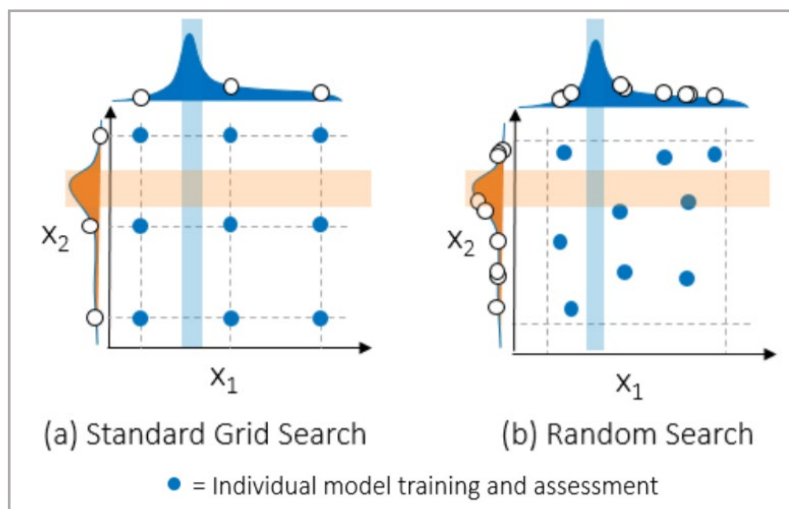 X₂
X₁
X₂
X₁
(a) Standard Grid Search
(b) Random Search
= Individual model training and assessment